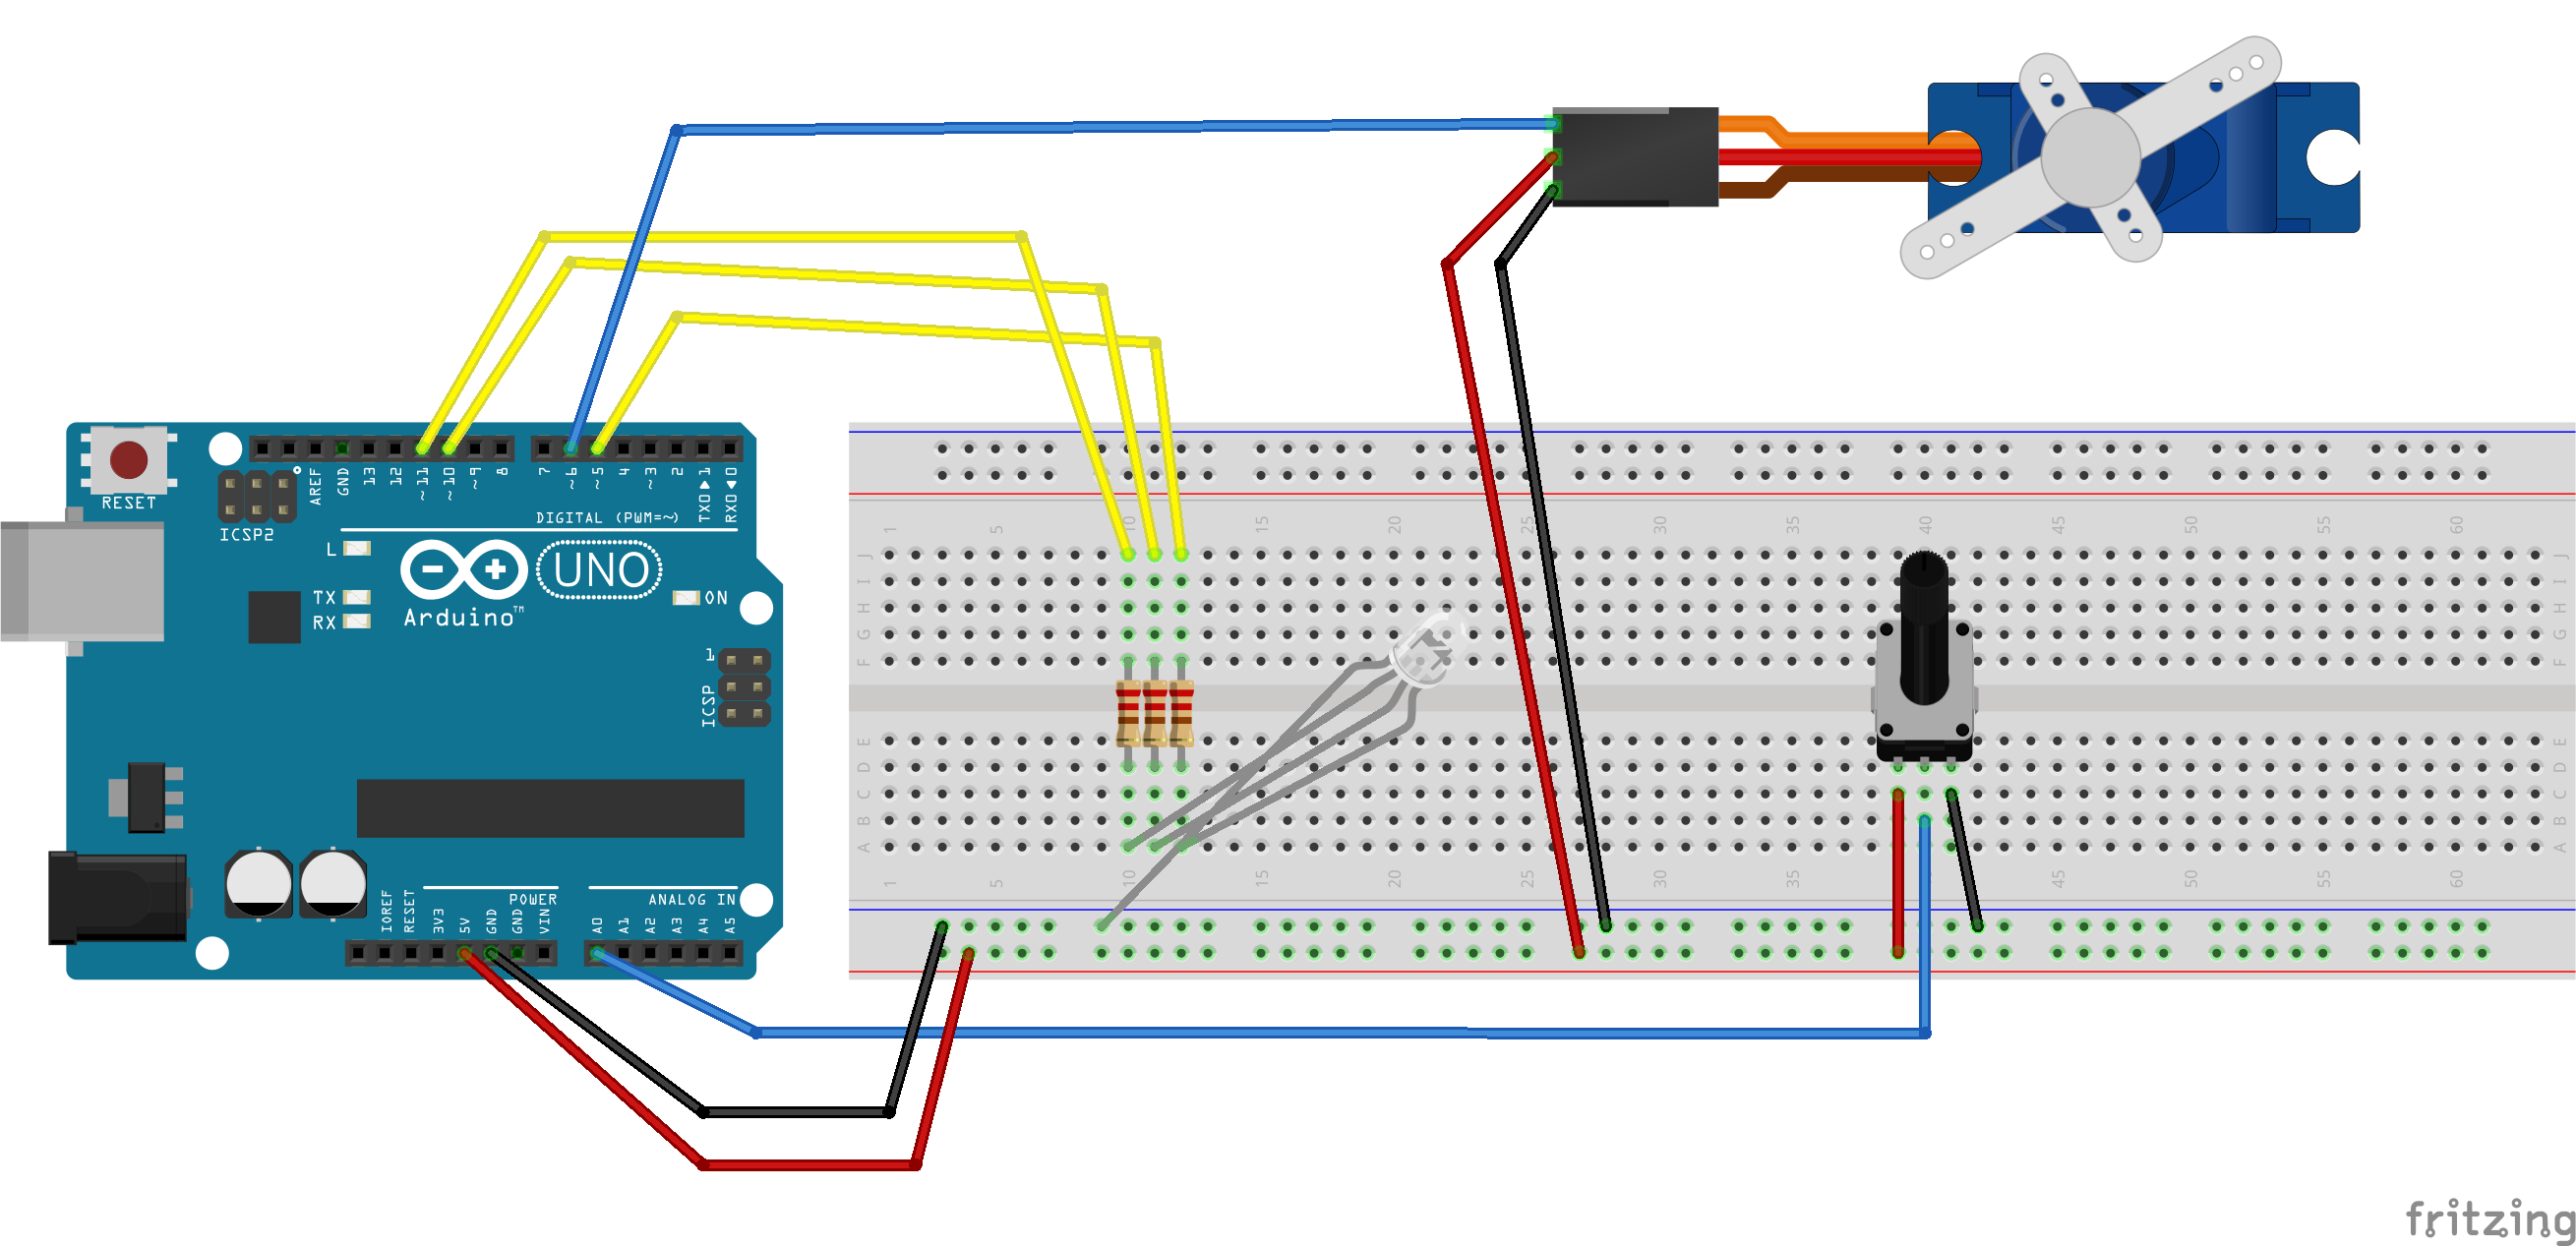 RESET
ICSP2
AREF
GND
13
12
~11
~10
~9
8
7
~6
~5
4
~3
2
TX0▶1
RX0◀0
DIGITAL (PWM=~)
L
TX
RX
UNO
Arduino™
ON
1
ICSP
IOREF
RESET
3V3
5V
GND
GND
VIN
POWER
A0
A1
A2
A3
A4
A5
ANALOG IN
1 5 10 15 20 25 30 35 40 45 50 55 60
J J
I I
H H
G G
F F
E E
D D
C C
B B
A A
1 5 10 15 20 25 30 35 45 50 55 60
fritzing